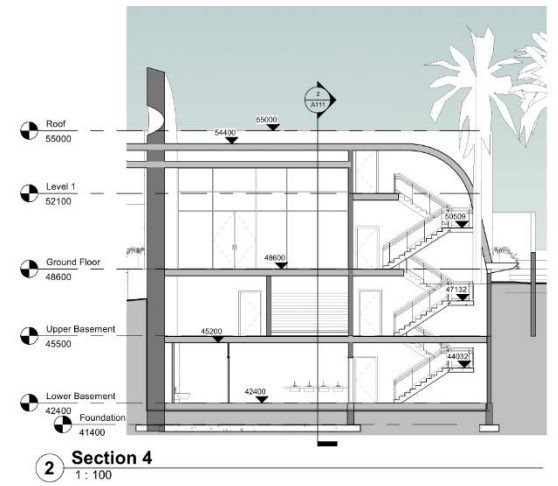 2
A111
Roof
55000
55000
54400
Level 1
52100
50509
Ground Floor
48600
48600
47132
Upper Basement
45500
45200
44032
Lower Basement
42400
42400
Foundation
41400
2 Section 4
1 : 100